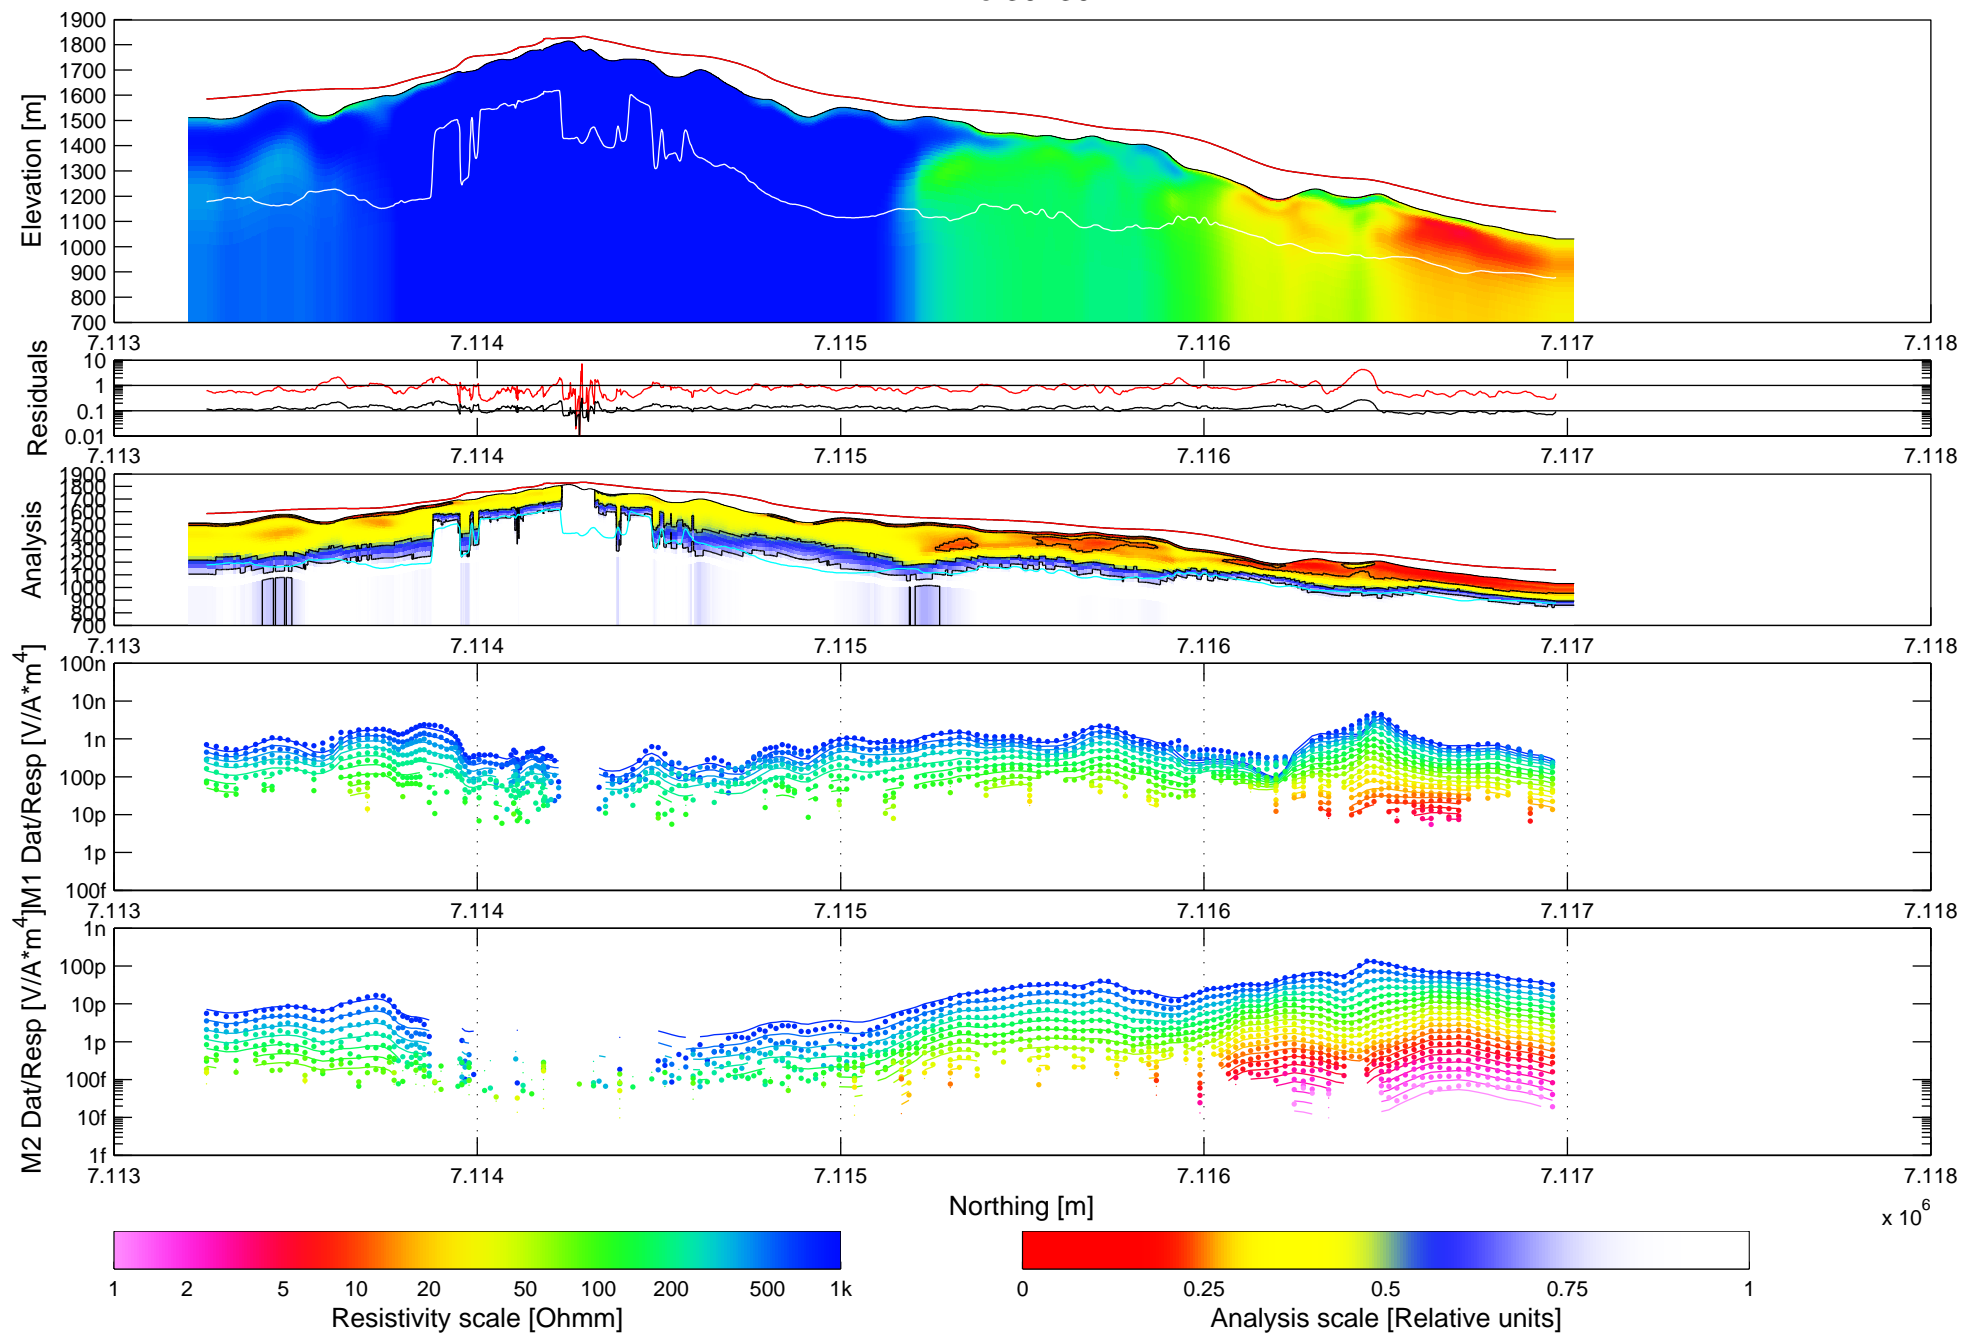 1900
1800
1700
1600
1500
1400
1300
1200
1100
1000
900
800
700
Elevation [m]
7.113 7.114 7.115 7.116 7.117 7.118
10
1
0.1
0.01
Residuals
7.113 7.114 7.115 7.116 7.117 7.118
1900
1800
1700
1600
1500
1400
1300
1200
1100
1000
900
800
700
Analysis
7.113 7.114 7.115 7.116 7.117 7.118
100n
10n
1n
100p
10p
1p
100f
M1 Dat/Resp [V/A*m4]
7.113 7.114 7.115 7.116 7.117 7.118
1n
100p
10p
1p
100f
10f
1f
M2 Dat/Resp [V/A*m4]
7.113 7.114 7.115 7.116 7.117 7.118
Northing [m]
x 106
1 2 5 10 20 50 100 200 500 1k
Resistivity scale [Ohmm]
0 0.25 0.5 0.75 1
Analysis scale [Relative units]